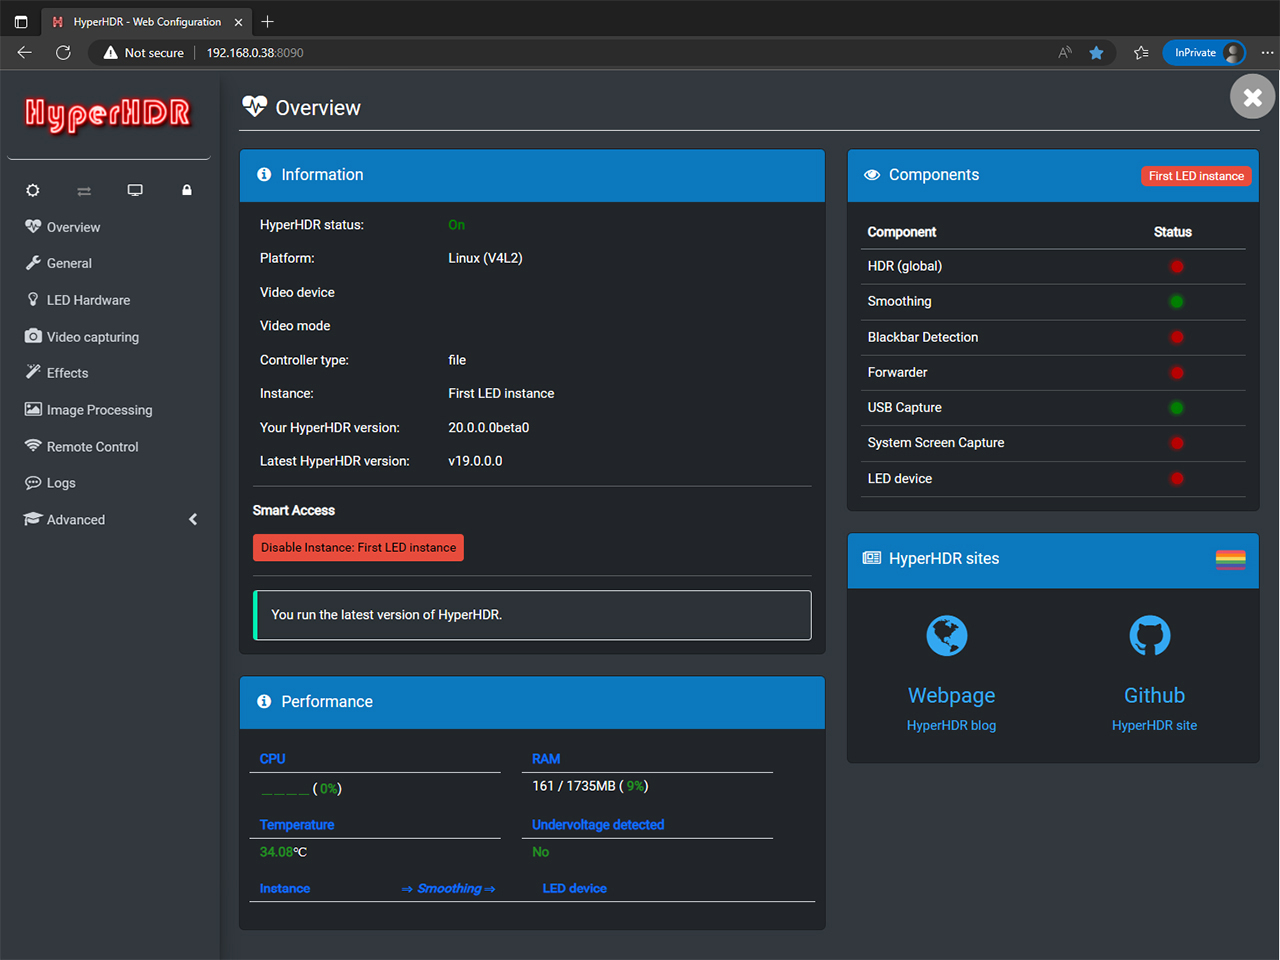 HyperHDR - Web Configuration
Not secure
192.168.0.38:8090
A
InPrivate
HyperHDR
Overview
General
LED Hardware
Video capturing
Effects
Image Processing
Remote Control
Logs
Advanced
Overview
Information
HyperHDR status: On
Platform: Linux (V4L2)
Video device
Video mode
Controller type: file
Instance: First LED instance
Your HyperHDR version: 20.0.0.0beta0
Latest HyperHDR version: v19.0.0.0
Smart Access
Disable Instance: First LED instance
You run the latest version of HyperHDR.
Performance
CPU RAM
____ ( 0%) 161 / 1735MB ( 9%)
Temperature Undervoltage detected
34.08°C No
Instance ⇒ Smoothing ⇒ LED device
Components First LED instance
Component Status
HDR (global)
Smoothing
Blackbar Detection
Forwarder
USB Capture
System Screen Capture
LED device
HyperHDR sites
Webpage
HyperHDR blog
Github
HyperHDR site